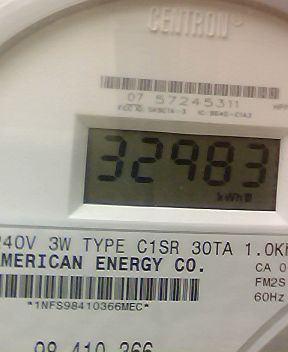 CENTRON
07 57245311
32983
kWh
240V 3W TYPE C1SR 30TA 1.0K
AMERICAN ENERGY CO.
CA 0
FM2S
60Hz
*1NFS98410366MEC*
98 410 366